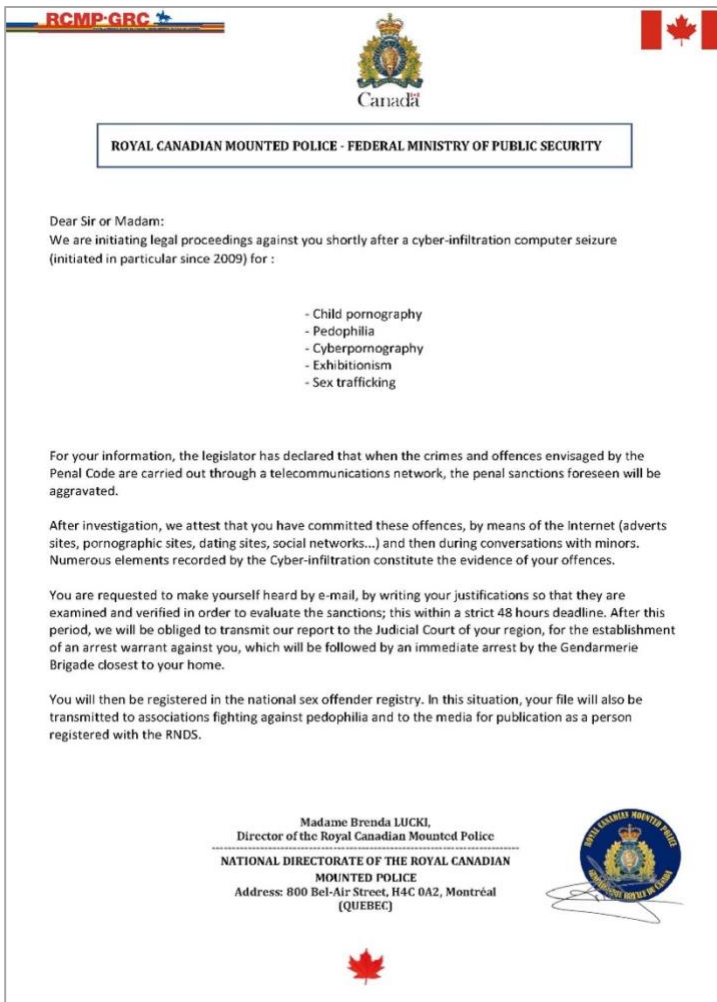 RCMP·GRC
Canada
ROYAL CANADIAN MOUNTED POLICE - FEDERAL MINISTRY OF PUBLIC SECURITY
Dear Sir or Madam:
We are initiating legal proceedings against you shortly after a cyber-infiltration computer seizure
(initiated in particular since 2009) for :
- Child pornography
- Pedophilia
- Cyberpornography
- Exhibitionism
- Sex trafficking
For your information, the legislator has declared that when the crimes and offences envisaged by the
Penal Code are carried out through a telecommunications network, the penal sanctions foreseen will be
aggravated.
After investigation, we attest that you have committed these offences, by means of the Internet (adverts
sites, pornographic sites, dating sites, social networks...) and then during conversations with minors.
Numerous elements recorded by the Cyber-infiltration constitute the evidence of your offences.
You are requested to make yourself heard by e-mail, by writing your justifications so that they are
examined and verified in order to evaluate the sanctions; this within a strict 48 hours deadline. After this
period, we will be obliged to transmit our report to the Judicial Court of your region, for the establishment
of an arrest warrant against you, which will be followed by an immediate arrest by the Gendarmerie
Brigade closest to your home.
You will then be registered in the national sex offender registry. In this situation, your file will also be
transmitted to associations fighting against pedophilia and to the media for publication as a person
registered with the RNDS.
Madame Brenda LUCKI,
Director of the Royal Canadian Mounted Police
NATIONAL DIRECTORATE OF THE ROYAL CANADIAN
MOUNTED POLICE
Address: 800 Bel-Air Street, H4C 0A2, Montréal
(QUEBEC)
ROYAL CANADIAN MOUNTED POLICE
GENDARMERIE ROYALE DU CANADA